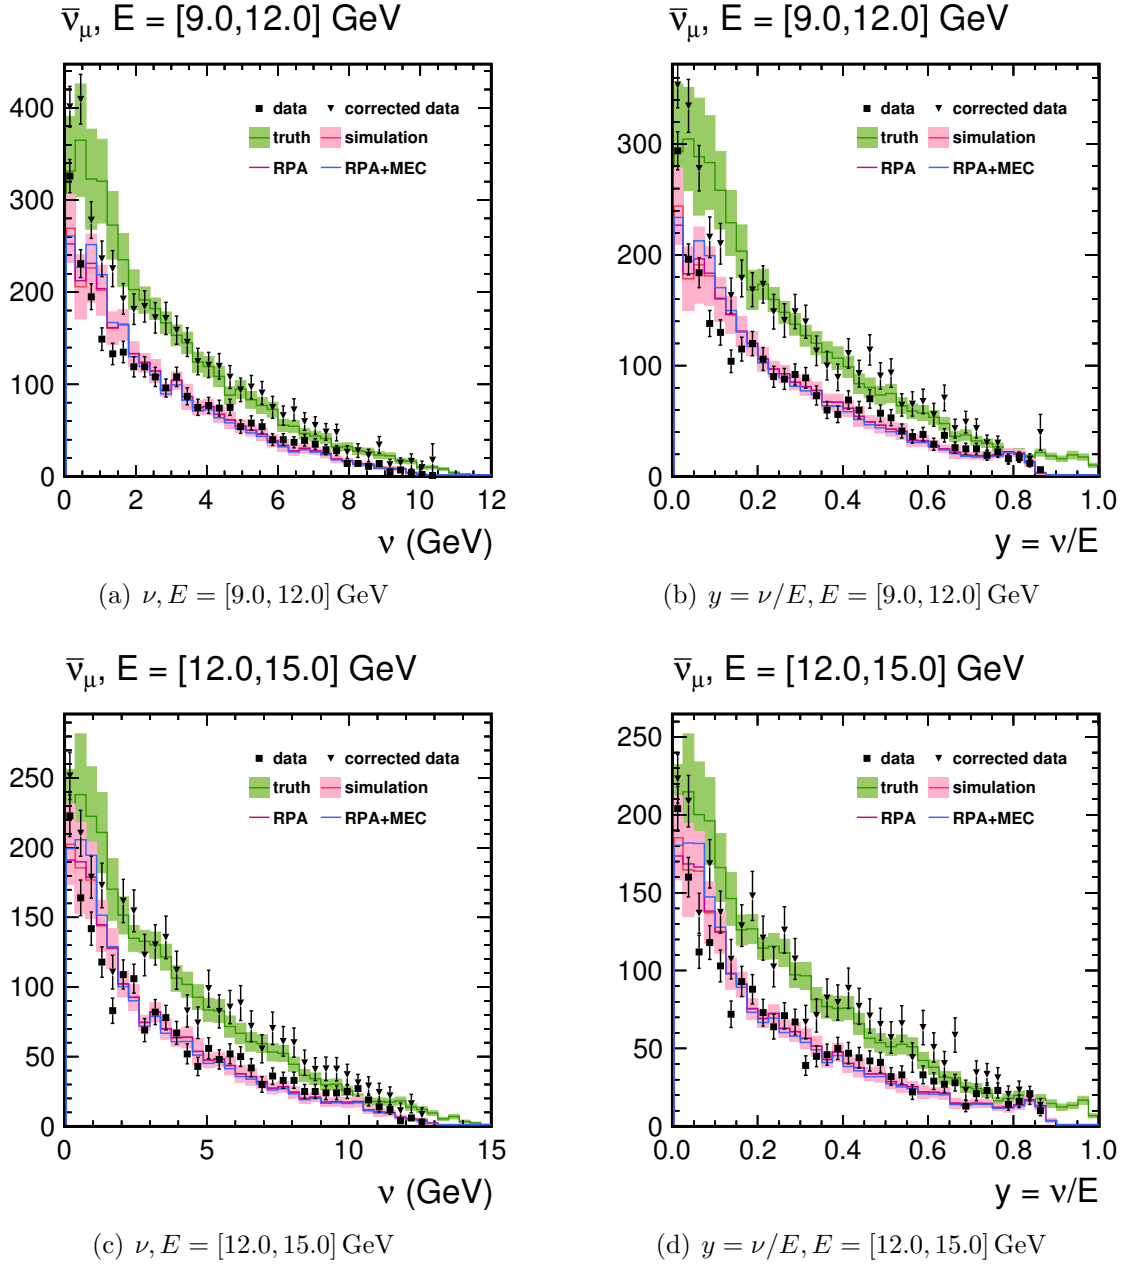 ν̅μ, E = [9.0,12.0] GeV
400
300
200
100
0
data
corrected data
truth
simulation
RPA
RPA+MEC
0 2 4 6 8 10 12
ν (GeV)
(a) ν, E = [9.0, 12.0] GeV
ν̅μ, E = [9.0,12.0] GeV
300
200
100
0
data
corrected data
truth
simulation
RPA
RPA+MEC
0.0 0.2 0.4 0.6 0.8 1.0
y = ν/E
(b) y = ν/E, E = [9.0, 12.0] GeV
ν̅μ, E = [12.0,15.0] GeV
250
200
150
100
50
0
data
corrected data
truth
simulation
RPA
RPA+MEC
0 5 10 15
ν (GeV)
(c) ν, E = [12.0, 15.0] GeV
ν̅μ, E = [12.0,15.0] GeV
250
200
150
100
50
0
data
corrected data
truth
simulation
RPA
RPA+MEC
0.0 0.2 0.4 0.6 0.8 1.0
y = ν/E
(d) y = ν/E, E = [12.0, 15.0] GeV